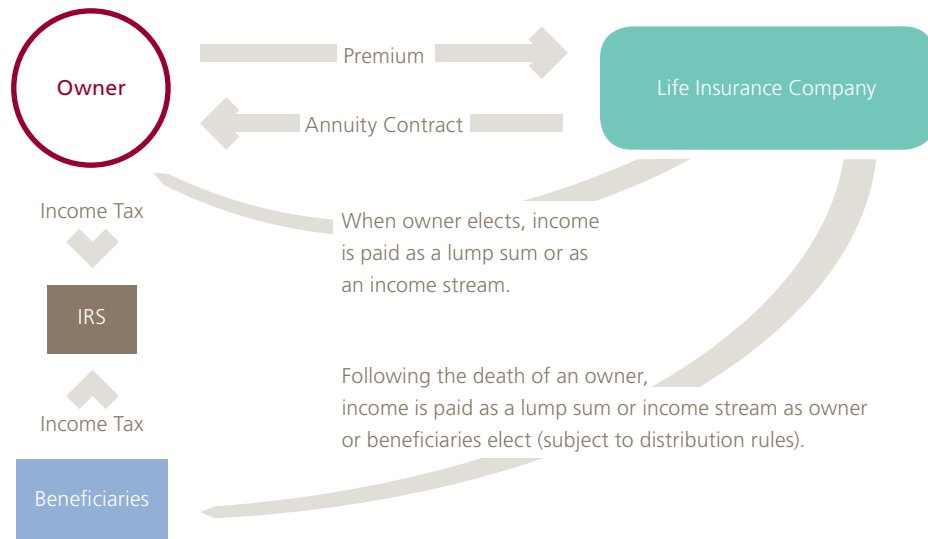 Owner
Premium
Life Insurance Company
Annuity Contract
Income Tax
When owner elects, income
is paid as a lump sum or as
an income stream.
IRS
Following the death of an owner,
income is paid as a lump sum or income stream as owner
or beneficiaries elect (subject to distribution rules).
Income Tax
Beneficiaries